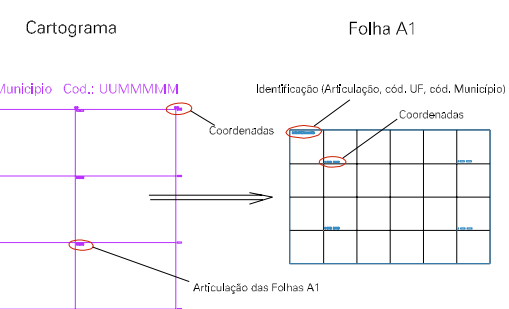 Cartograma
Folha A1
Município Cod.: UUMMMMM
Identificação (Articulação, cód. UF, cód. Município)
Coordenadas
Coordenadas
Articulação das Folhas A1